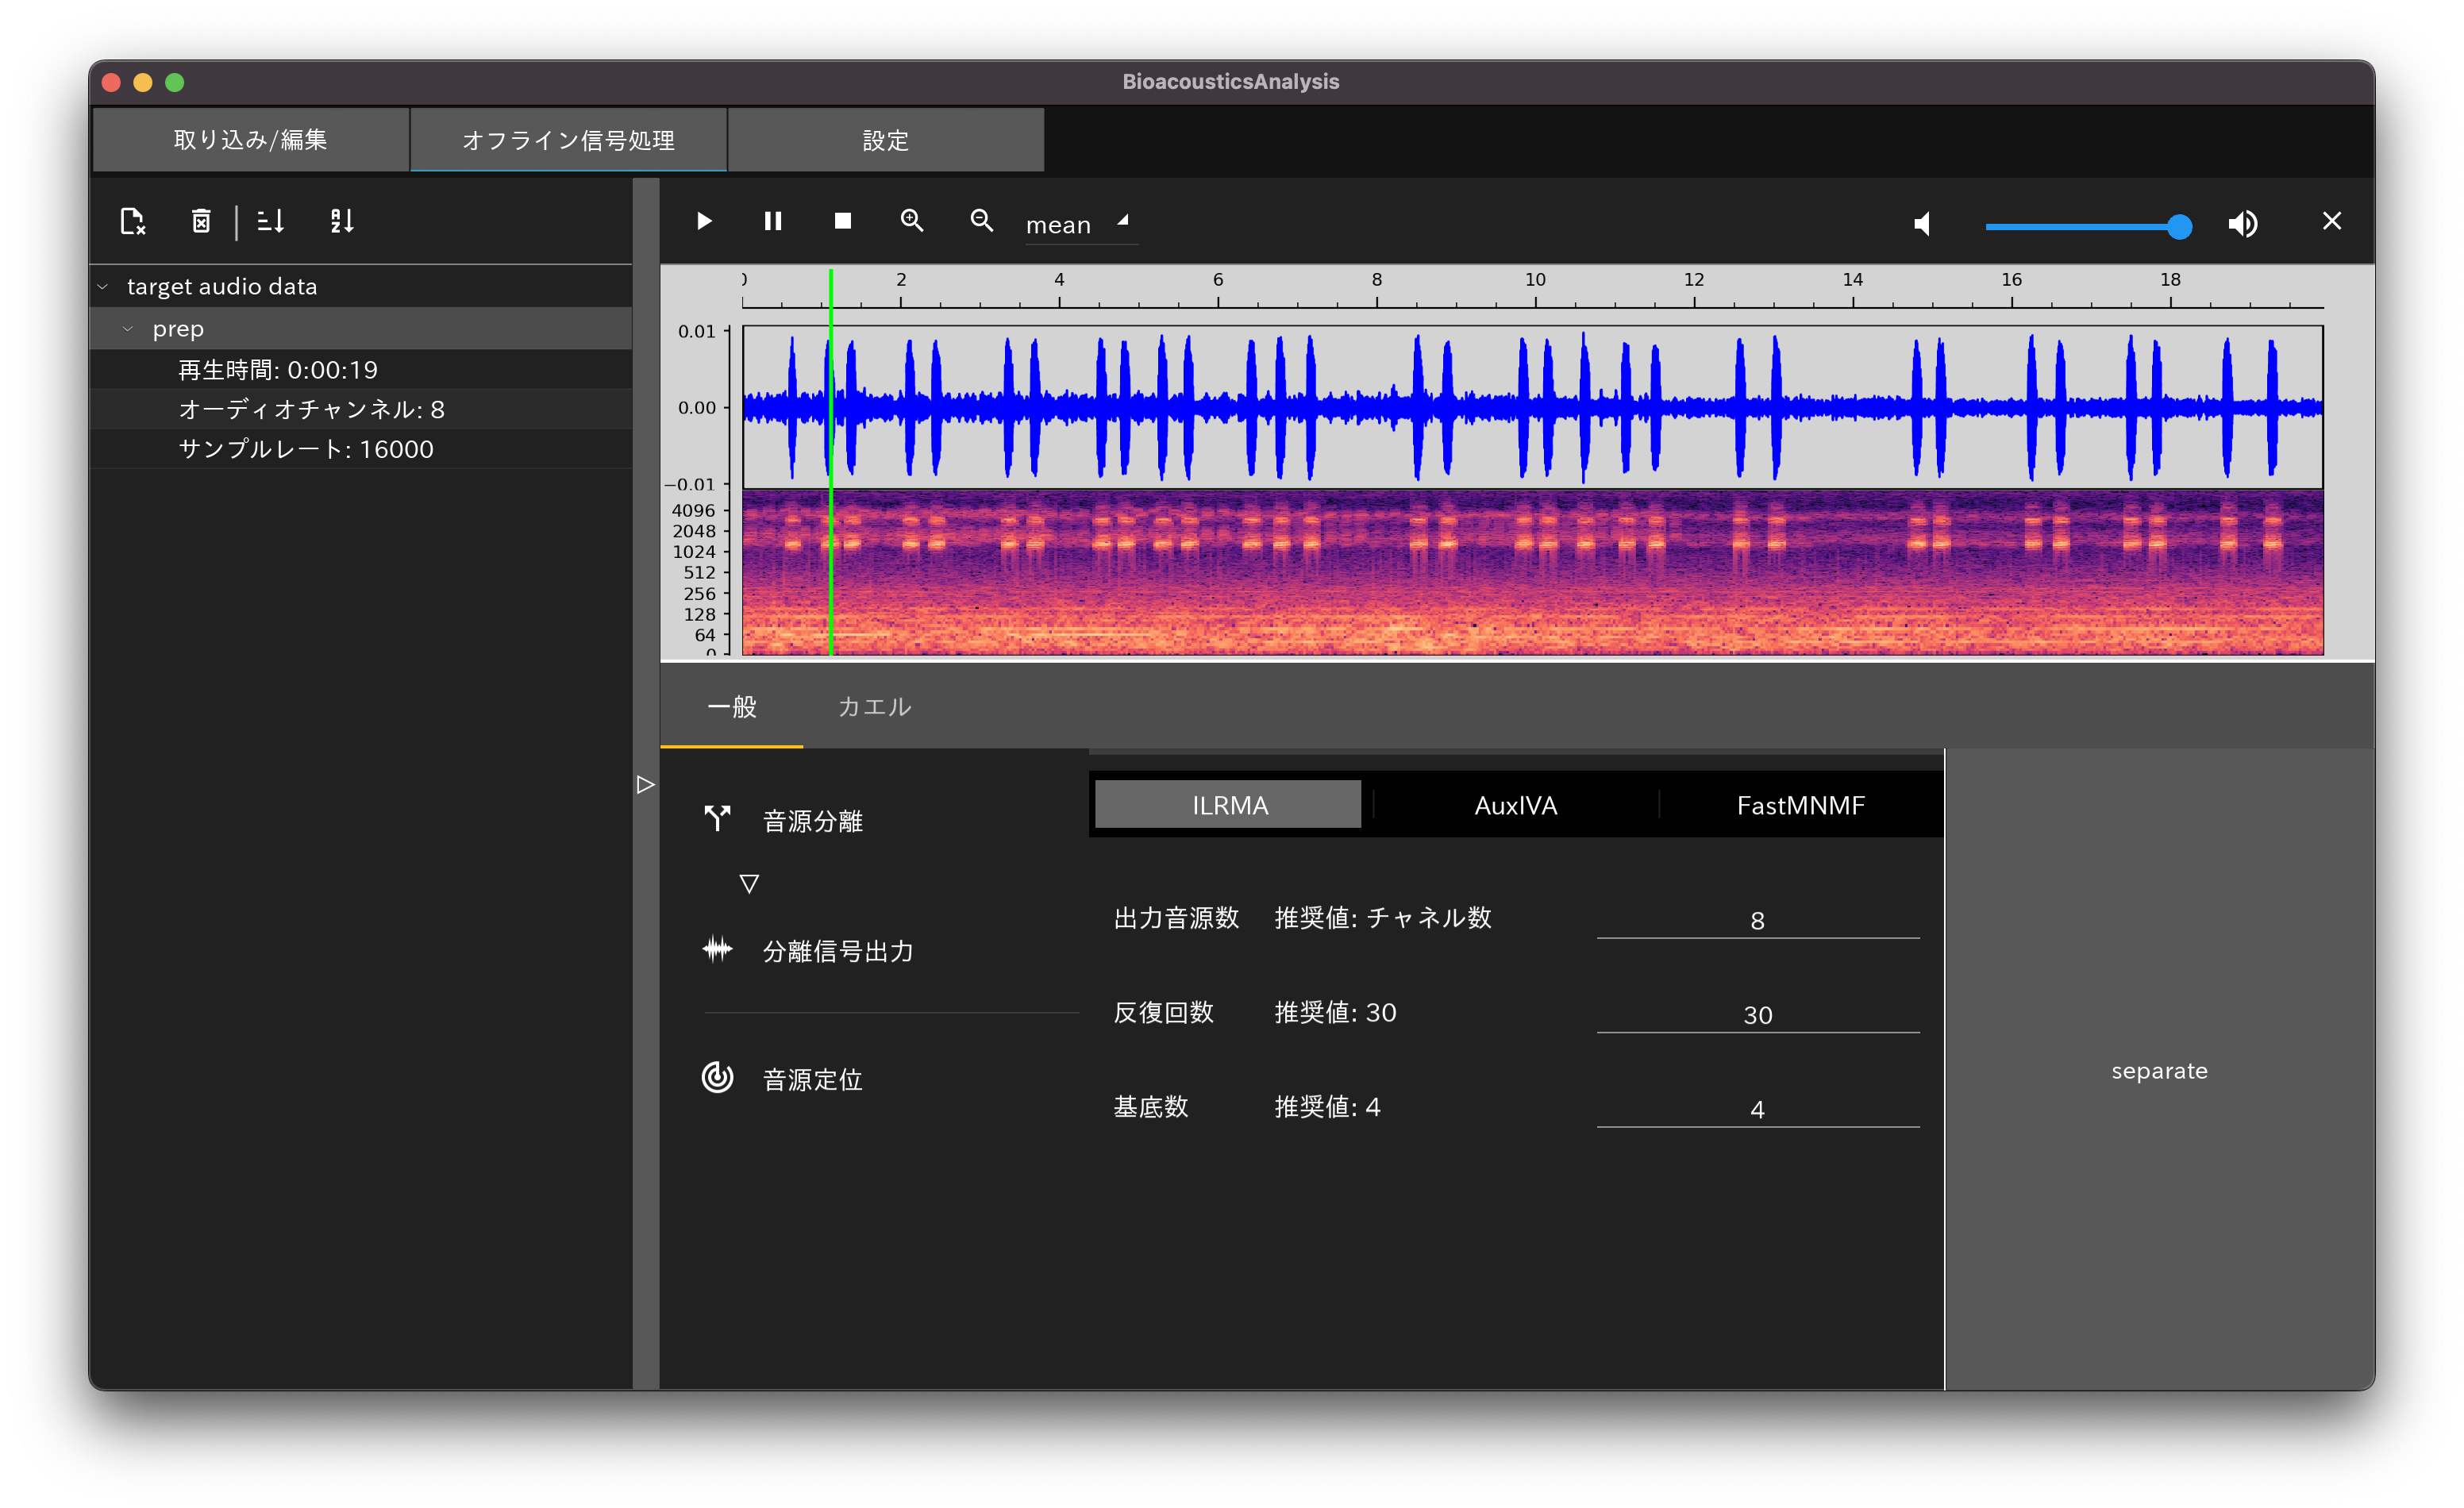 BioacousticsAnalysis
取り込み/編集
オフライン信号処理
設定
mean
target audio data
prep
再生時間: 0:00:19
オーディオチャンネル: 8
サンプルレート: 16000
0 2 4 6 8 10 12 14 16 18
0.01
0.00
−0.01
4096
2048
1024
512
256
128
64
0
一般
カエル
音源分離
分離信号出力
音源定位
ILRMA
AuxIVA
FastMNMF
出力音源数 推奨値: チャネル数 8
反復回数 推奨値: 30 30
基底数 推奨値: 4 4
separate